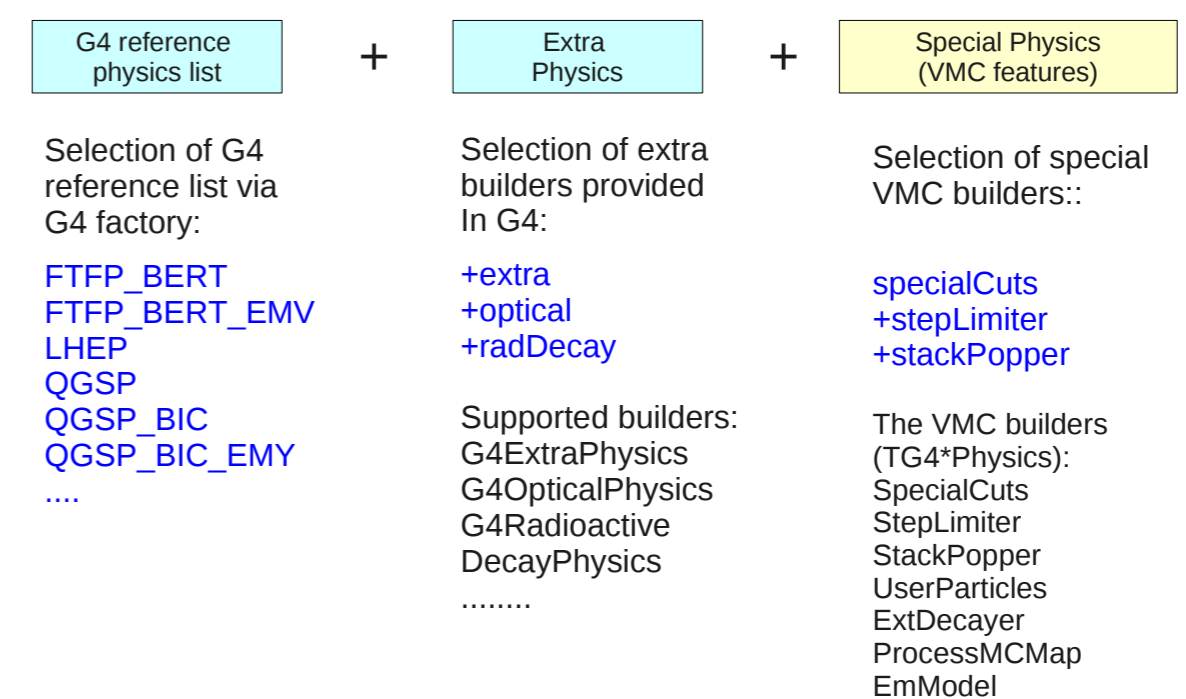 G4 reference
physics list
+
Extra
Physics
+
Special Physics
(VMC features)
Selection of G4
reference list via
G4 factory:
FTFP_BERT
FTFP_BERT_EMV
LHEP
QGSP
QGSP_BIC
QGSP_BIC_EMY
....
Selection of extra
builders provided
In G4:
+extra
+optical
+radDecay
Supported builders:
G4ExtraPhysics
G4OpticalPhysics
G4Radioactive
DecayPhysics
........
Selection of special
VMC builders::
specialCuts
+stepLimiter
+stackPopper
The VMC builders
(TG4*Physics):
SpecialCuts
StepLimiter
StackPopper
UserParticles
ExtDecayer
ProcessMCMap
EmModel